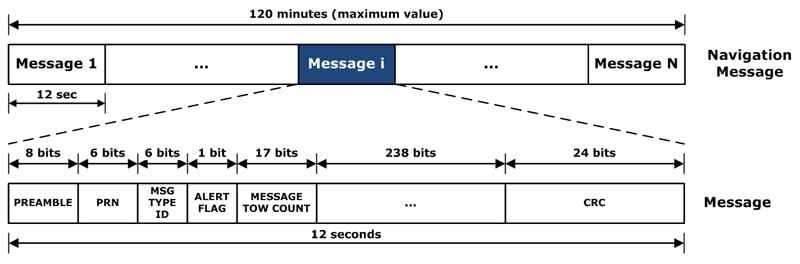 120 minutes (maximum value)
Message 1
...
Message i
...
Message N
Navigation
Message
12 sec
8 bits
6 bits
6 bits
1 bit
17 bits
238 bits
24 bits
PREAMBLE
PRN
MSG
TYPE
ID
ALERT
FLAG
MESSAGE
TOW COUNT
...
CRC
Message
12 seconds